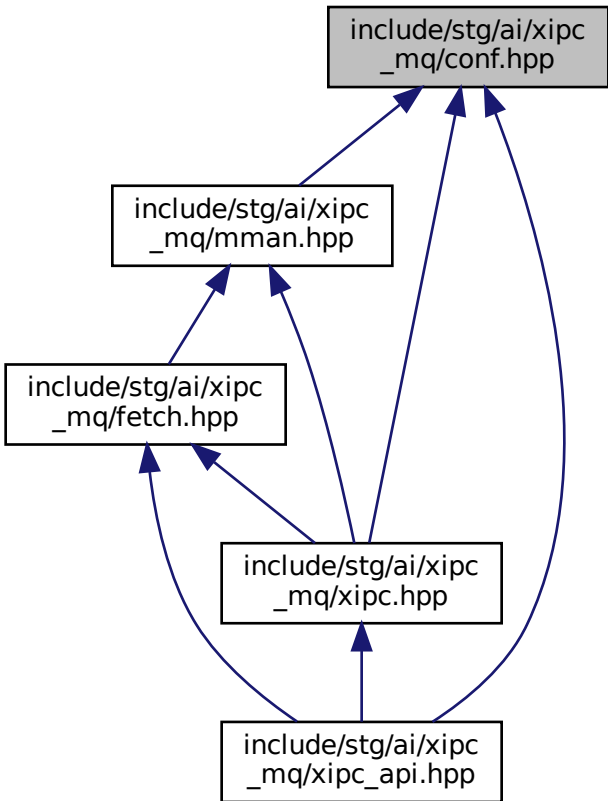 include/stg/ai/xipc
_mq/conf.hpp
include/stg/ai/xipc
_mq/mman.hpp
include/stg/ai/xipc
_mq/fetch.hpp
include/stg/ai/xipc
_mq/xipc.hpp
include/stg/ai/xipc
_mq/xipc_api.hpp